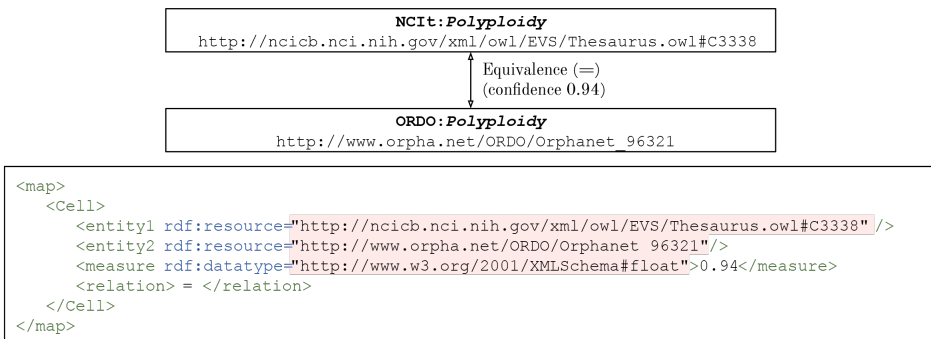 NCIt:Polyploidy
http://ncicb.nci.nih.gov/xml/owl/EVS/Thesaurus.owl#C3338
Equivalence (=)
(confidence 0.94)
ORDO:Polyploidy
http://www.orpha.net/ORDO/Orphanet_96321
<map>
<Cell>
<entity1 rdf:resource="http://ncicb.nci.nih.gov/xml/owl/EVS/Thesaurus.owl#C3338" />
<entity2 rdf:resource="http://www.orpha.net/ORDO/Orphanet 96321"/>
<measure rdf:datatype="http://www.w3.org/2001/XMLSchema#float">0.94</measure>
<relation> = </relation>
</Cell>
</map>